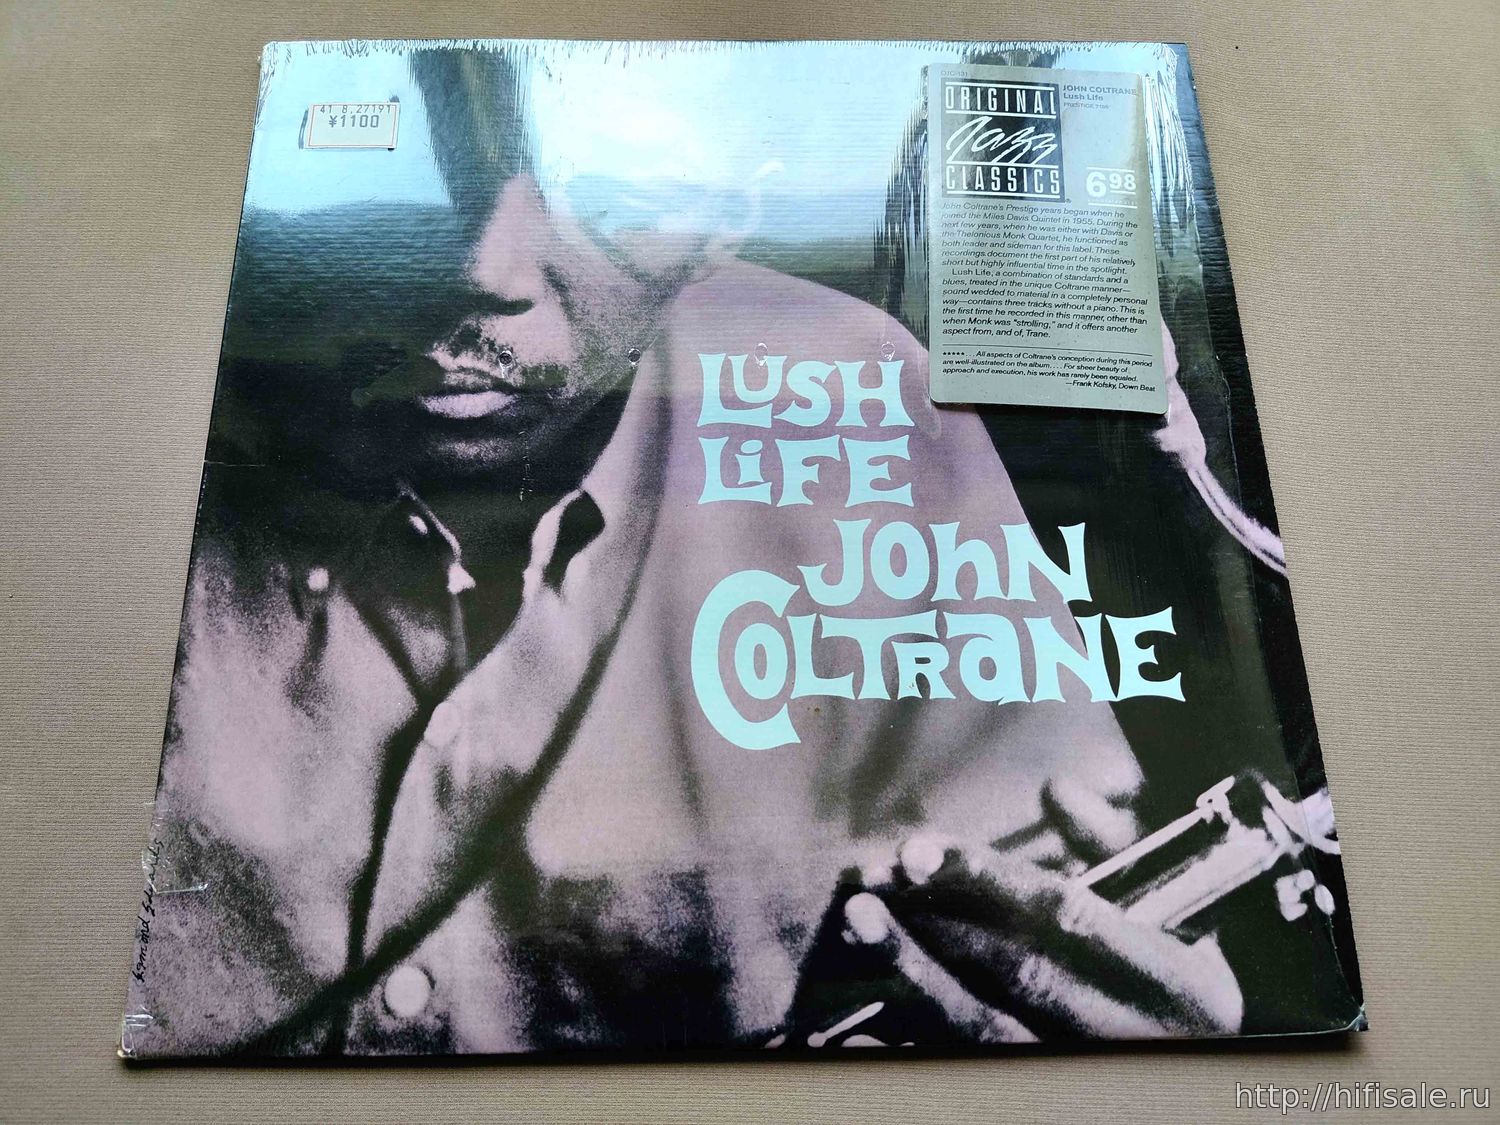 41 8,27191
¥1100
OJC-131
ORIGINAL
Jazz
CLASSICS
JOHN COLTRANE
Lush Life
PRESTIGE 7188
6.98
John Coltrane's Prestige years began when he
joined the Miles Davis Quintet in 1955. During the
next few years, when he was either with Davis or
the Thelonious Monk Quartet, he functioned as
both leader and sideman for this label. These
recordings document the first part of his relatively
short but highly influential time in the spotlight.
Lush Life, a combination of standards and a
blues, treated in the unique Coltrane manner—
sound wedded to material in a completely personal
way—contains three tracks without a piano. This is
the first time he recorded in this manner, other than
when Monk was "strolling," and it offers another
aspect from, and of, Trane.
★★★★★ . . . All aspects of Coltrane's conception during this period
are well-illustrated on the album. . . . For sheer beauty of
approach and execution, his work has rarely been equaled.
—Frank Kofsky, Down Beat
LUSH
LiFE
JOhN
COLTRANE
http://hifisale.ru